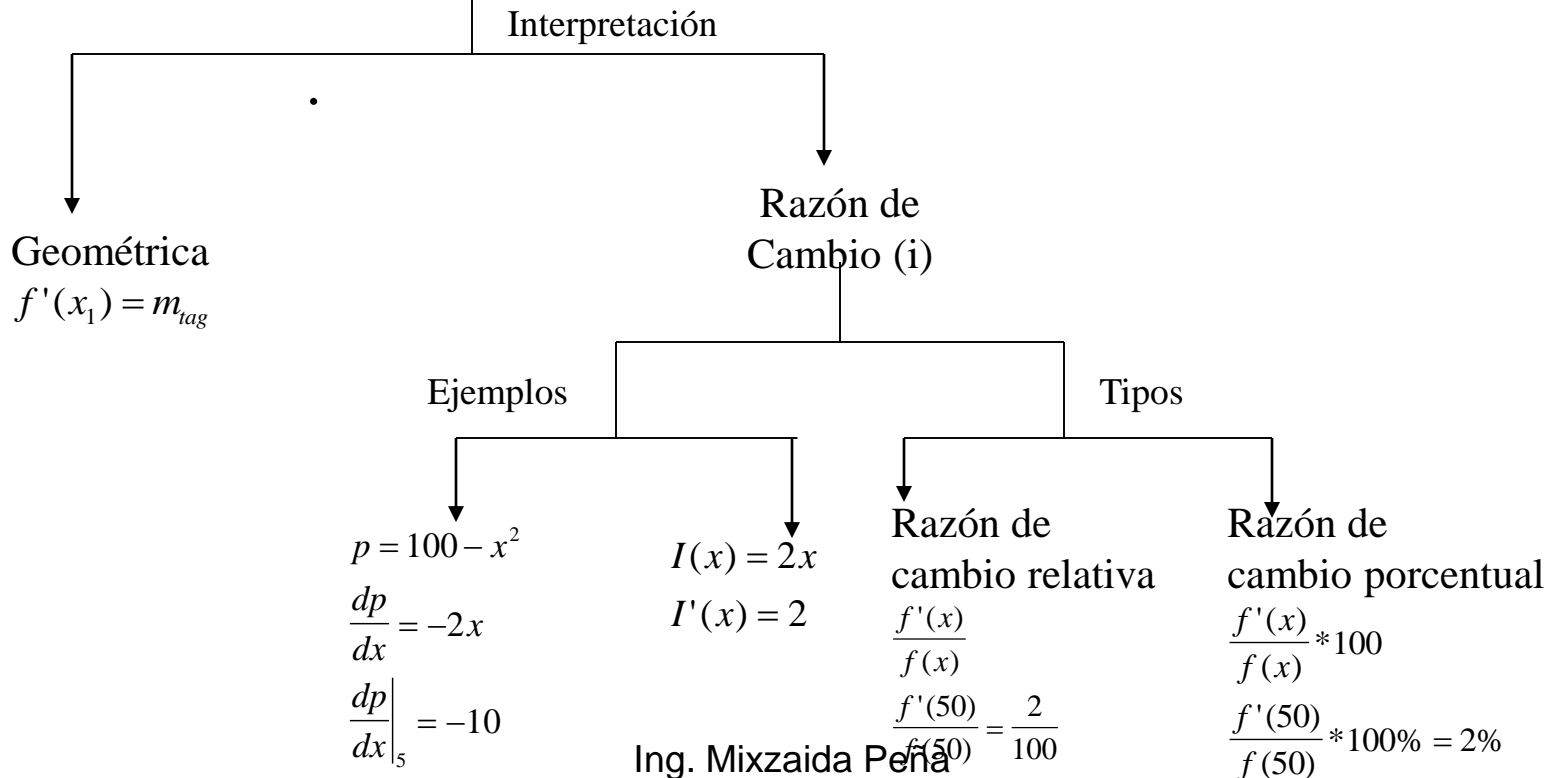 Interpretación
.
Geométrica
f '(x₁) = m_tag
Razón de
Cambio (i)
Ejemplos
Tipos
p = 100 − x²
dp/dx = −2x
dp/dx|₅ = −10
I(x) = 2x
I'(x) = 2
Razón de
cambio relativa
f '(x)/f (x)
f '(50)/f (50) = 2/100
Razón de
cambio porcentual
f '(x)/f (x) *100
f '(50)/f (50) *100% = 2%
Ing. Mixzaida Peña